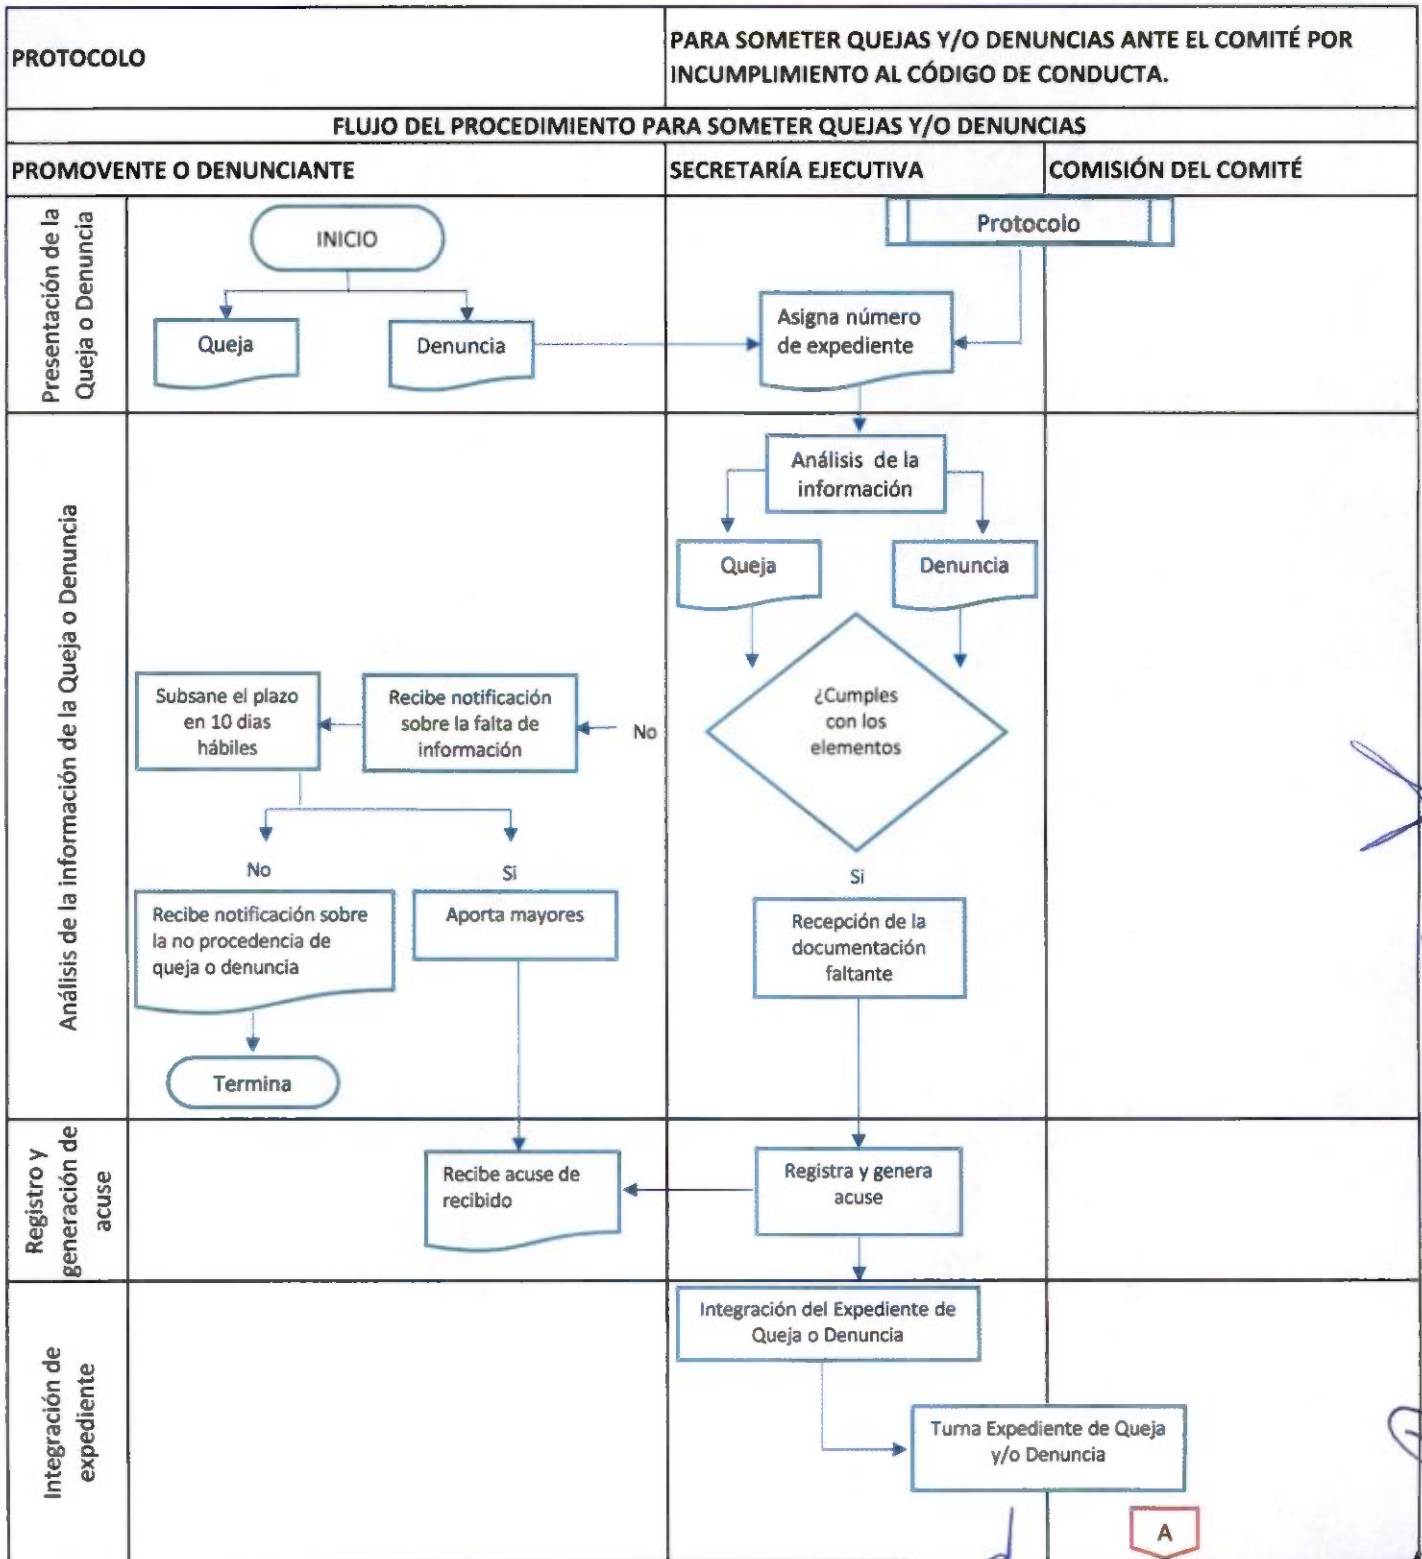 PROTOCOLO
PARA SOMETER QUEJAS Y/O DENUNCIAS ANTE EL COMITÉ POR
INCUMPLIMIENTO AL CÓDIGO DE CONDUCTA.
FLUJO DEL PROCEDIMIENTO PARA SOMETER QUEJAS Y/O DENUNCIAS
PROMOVENTE O DENUNCIANTE
SECRETARÍA EJECUTIVA
COMISIÓN DEL COMITÉ
Presentación de la
Queja o Denuncia
INICIO
Protocolo
Queja
Denuncia
Asigna número
de expediente
Análisis de la información de la Queja o Denuncia
Análisis de la
información
Queja
Denuncia
¿Cumples
con los
elementos
No
Recibe notificación
sobre la falta de
información
Subsane el plazo
en 10 dias
hábiles
No
Si
Si
Recibe notificación sobre
la no procedencia de
queja o denuncia
Aporta mayores
Recepción de la
documentación
faltante
Termina
Registro y
generación de
acuse
Recibe acuse de
recibido
Registra y genera
acuse
Integración de
expediente
Integración del Expediente de
Queja o Denuncia
Turna Expediente de Queja
y/o Denuncia
A